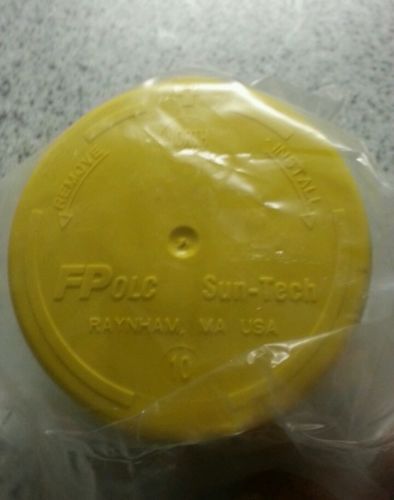 REMOVE
INSTALL
FPOLC Sun-Tech
RAYNHAM, MA USA
10